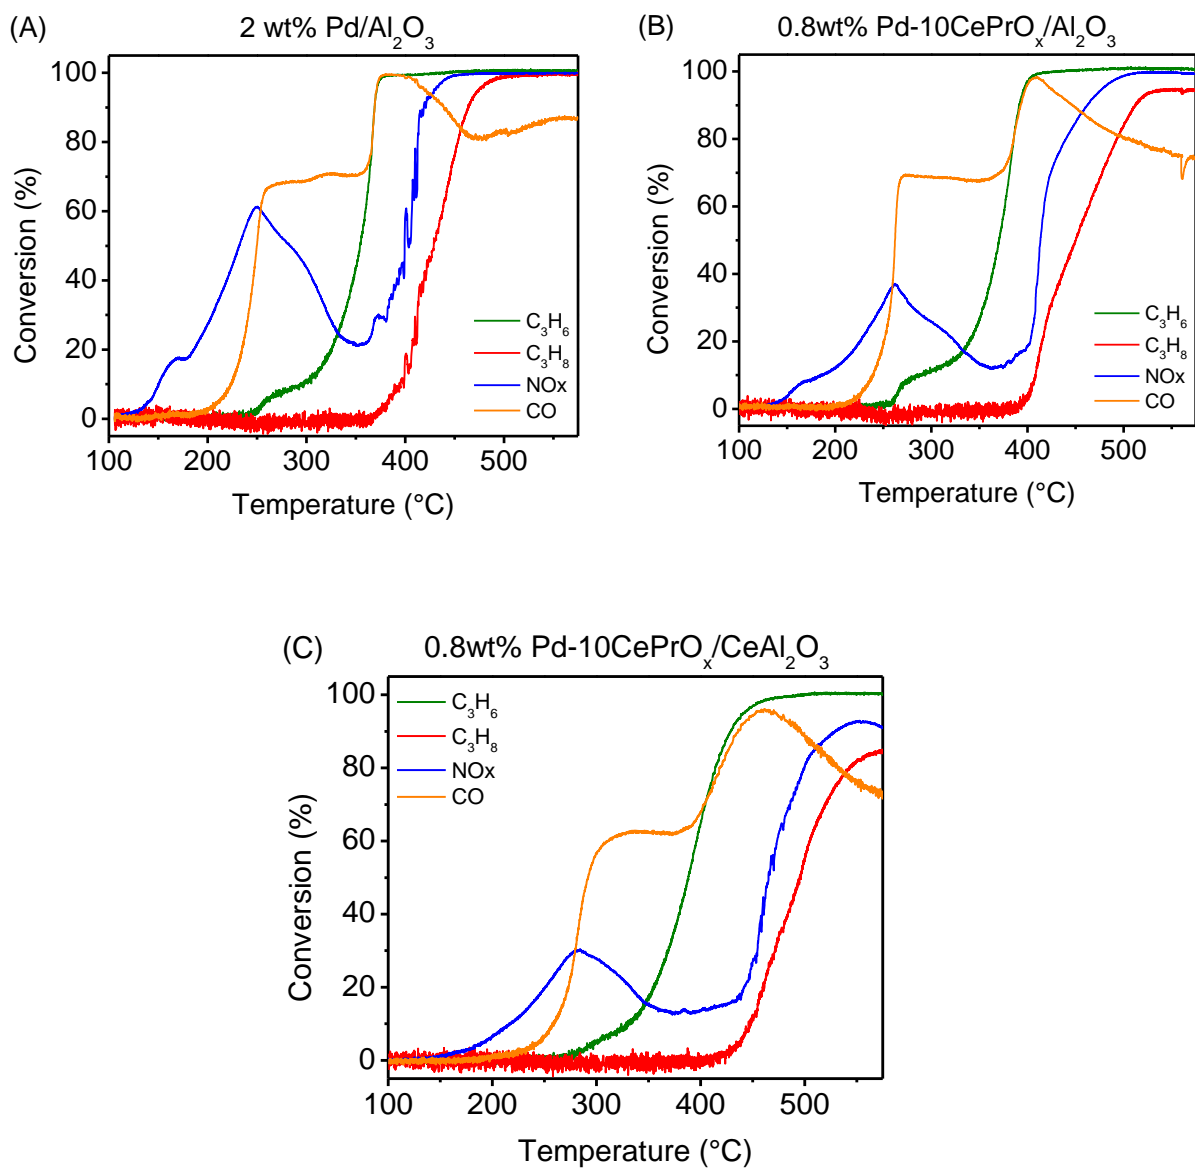 (A) 2 wt% Pd/Al₂O₃
Conversion (%)
100
80
60
40
20
0
C₃H₆
C₃H₈
NOx
CO
100 200 300 400 500
Temperature (°C)
(B) 0.8wt% Pd-10CePrOₓ/Al₂O₃
Conversion (%)
100
80
60
40
20
0
C₃H₆
C₃H₈
NOx
CO
100 200 300 400 500
Temperature (°C)
(C) 0.8wt% Pd-10CePrOₓ/CeAl₂O₃
Conversion (%)
100
80
60
40
20
0
C₃H₆
C₃H₈
NOx
CO
100 200 300 400 500
Temperature (°C)